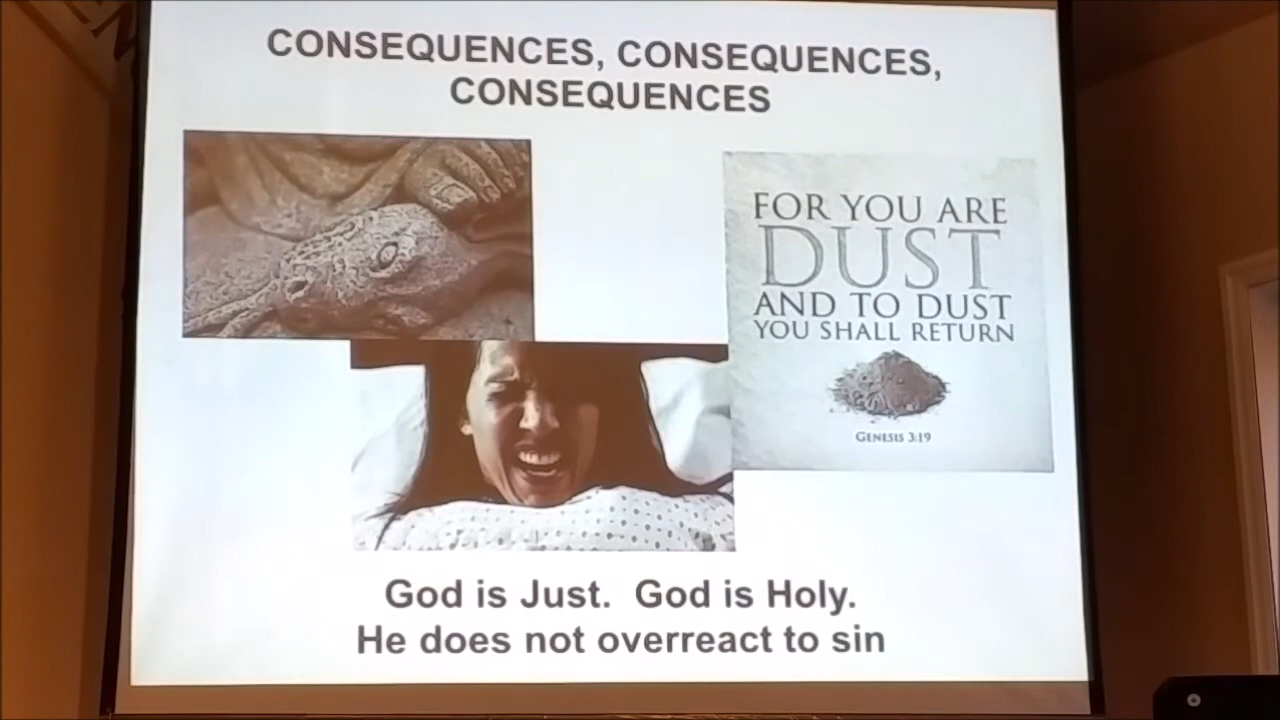 CONSEQUENCES, CONSEQUENCES,
CONSEQUENCES
FOR YOU ARE
DUST
AND TO DUST
YOU SHALL RETURN
GENESIS 3:19
God is Just.  God is Holy.
He does not overreact to sin